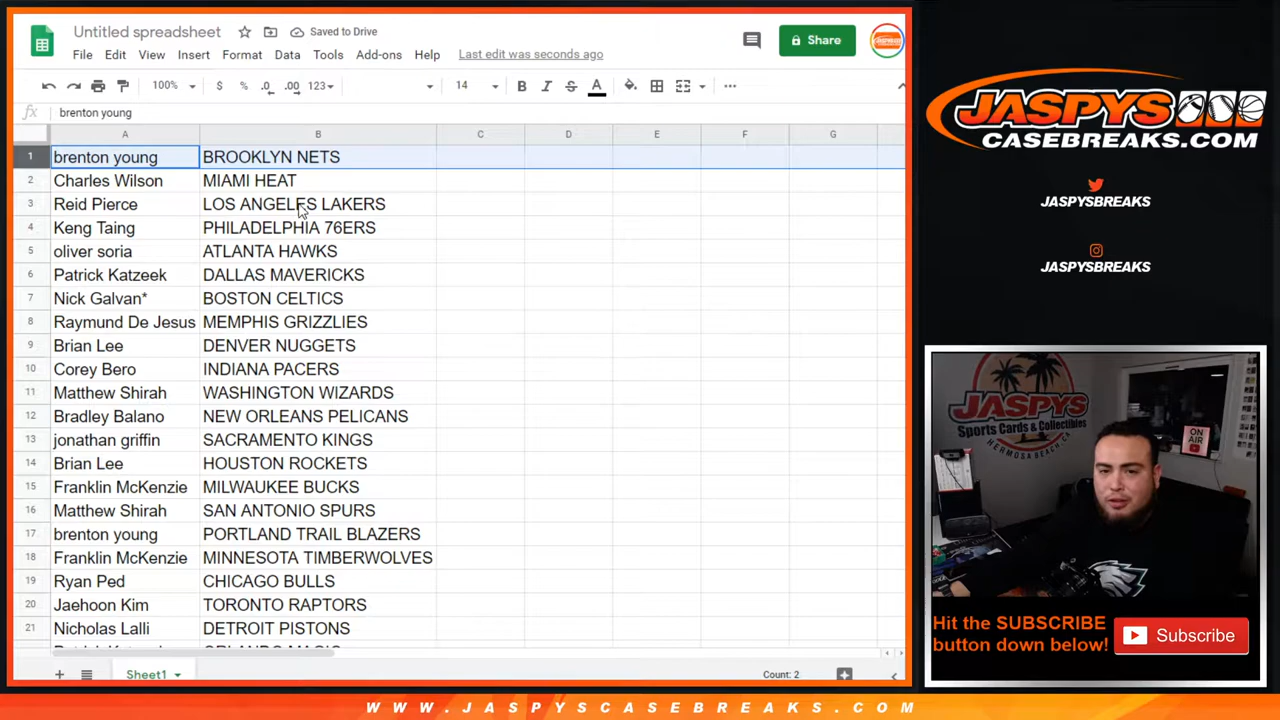 Untitled spreadsheet
Saved to Drive
File Edit View Insert Format Data Tools Add-ons Help Last edit was seconds ago
Share
100% $ % .0 .00 123 14 B I S A
fx brenton young
A B C D E F G
1 brenton young BROOKLYN NETS
2 Charles Wilson MIAMI HEAT
3 Reid Pierce LOS ANGELES LAKERS
4 Keng Taing PHILADELPHIA 76ERS
5 oliver soria ATLANTA HAWKS
6 Patrick Katzeek DALLAS MAVERICKS
7 Nick Galvan* BOSTON CELTICS
8 Raymund De Jesus MEMPHIS GRIZZLIES
9 Brian Lee DENVER NUGGETS
10 Corey Bero INDIANA PACERS
11 Matthew Shirah WASHINGTON WIZARDS
12 Bradley Balano NEW ORLEANS PELICANS
13 jonathan griffin SACRAMENTO KINGS
14 Brian Lee HOUSTON ROCKETS
15 Franklin McKenzie MILWAUKEE BUCKS
16 Matthew Shirah SAN ANTONIO SPURS
17 brenton young PORTLAND TRAIL BLAZERS
18 Franklin McKenzie MINNESOTA TIMBERWOLVES
19 Ryan Ped CHICAGO BULLS
20 Jaehoon Kim TORONTO RAPTORS
21 Nicholas Lalli DETROIT PISTONS
Sheet1
Count: 2
JASPYS
CASEBREAKS.COM
JASPYSBREAKS
JASPYSBREAKS
JASPYS
Sports Cards & Collectibles
HERMOSA BEACH, CA
ON
AIR
Hit the SUBSCRIBE
button down below!
Subscribe
WWW.JASPYSCASEBREAKS.COM